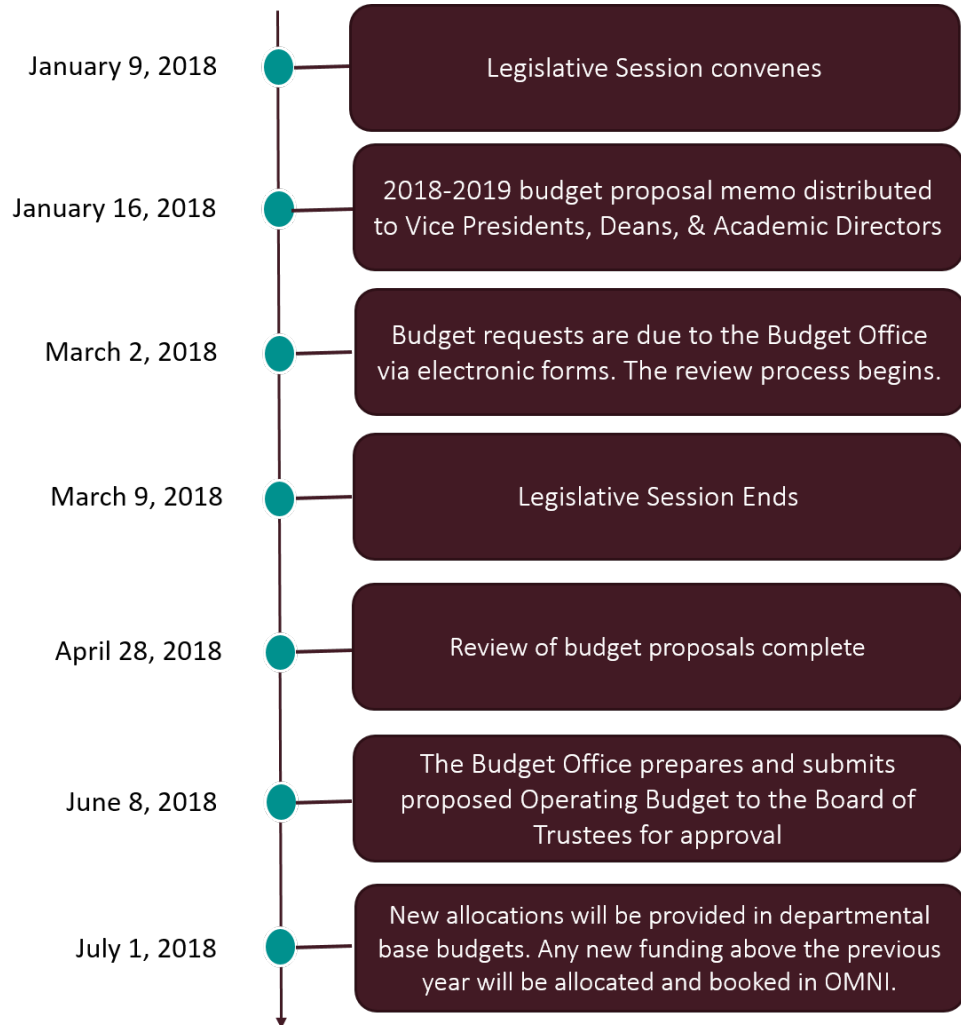 January 9, 2018
Legislative Session convenes
January 16, 2018
2018-2019 budget proposal memo distributed
to Vice Presidents, Deans, & Academic Directors
March 2, 2018
Budget requests are due to the Budget Office
via electronic forms. The review process begins.
March 9, 2018
Legislative Session Ends
April 28, 2018
Review of budget proposals complete
June 8, 2018
The Budget Office prepares and submits
proposed Operating Budget to the Board of
Trustees for approval
July 1, 2018
New allocations will be provided in departmental
base budgets. Any new funding above the previous
year will be allocated and booked in OMNI.